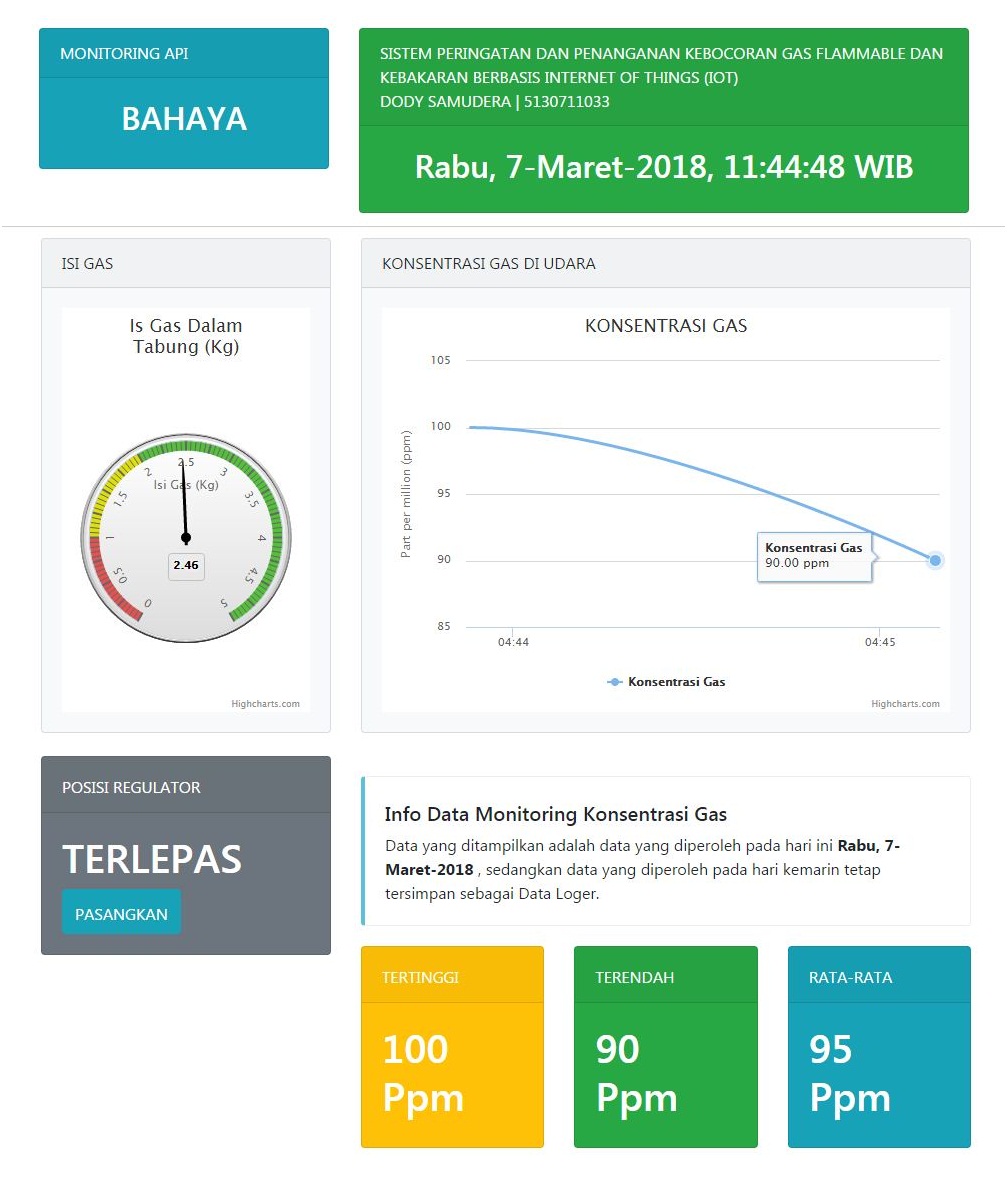 MONITORING API
BAHAYA
SISTEM PERINGATAN DAN PENANGANAN KEBOCORAN GAS FLAMMABLE DAN
KEBAKARAN BERBASIS INTERNET OF THINGS (IOT)
DODY SAMUDERA | 5130711033
Rabu, 7-Maret-2018, 11:44:48 WIB
ISI GAS
Is Gas Dalam
Tabung (Kg)
0
0.5
1
1.5
2
2.5
3
3.5
4
4.5
5
Isi Gas (Kg)
2.46
Highcharts.com
KONSENTRASI GAS DI UDARA
KONSENTRASI GAS
Part per million (ppm)
105
100
95
90
85
Konsentrasi Gas
90.00 ppm
04:44
04:45
Konsentrasi Gas
Highcharts.com
POSISI REGULATOR
TERLEPAS
PASANGKAN
Info Data Monitoring Konsentrasi Gas
Data yang ditampilkan adalah data yang diperoleh pada hari ini Rabu, 7-
Maret-2018 , sedangkan data yang diperoleh pada hari kemarin tetap
tersimpan sebagai Data Loger.
TERTINGGI
100
Ppm
TERENDAH
90
Ppm
RATA-RATA
95
Ppm